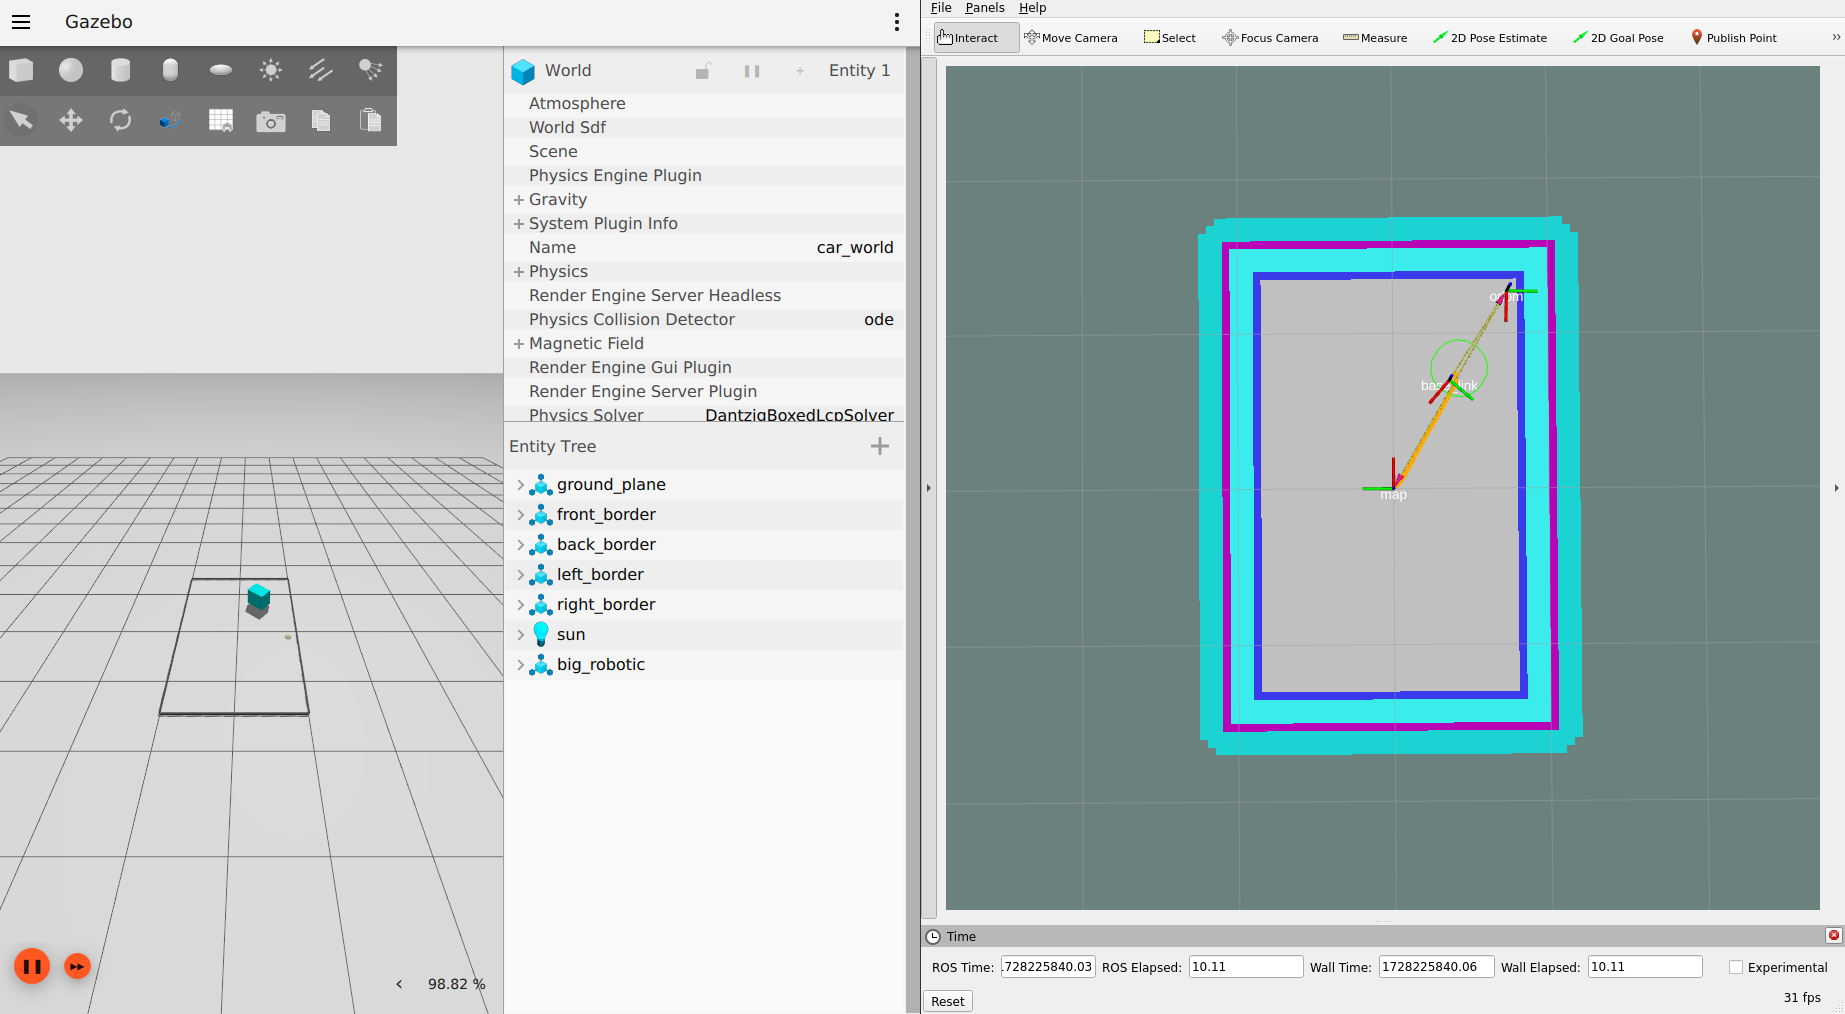 Gazebo
World
Entity 1
Atmosphere
World Sdf
Scene
Physics Engine Plugin
Gravity
System Plugin Info
Name car_world
Physics
Render Engine Server Headless
Physics Collision Detector ode
Magnetic Field
Render Engine Gui Plugin
Render Engine Server Plugin
Physics Solver DantzigBoxedLcpSolver
Entity Tree
ground_plane
front_border
back_border
left_border
right_border
sun
big_robotic
98.82 %
File Panels Help
Interact Move Camera Select Focus Camera Measure 2D Pose Estimate 2D Goal Pose Publish Point
odom
base_link
map
Time
ROS Time: 1728225840.03 ROS Elapsed: 10.11 Wall Time: 1728225840.06 Wall Elapsed: 10.11 Experimental
Reset
31 fps